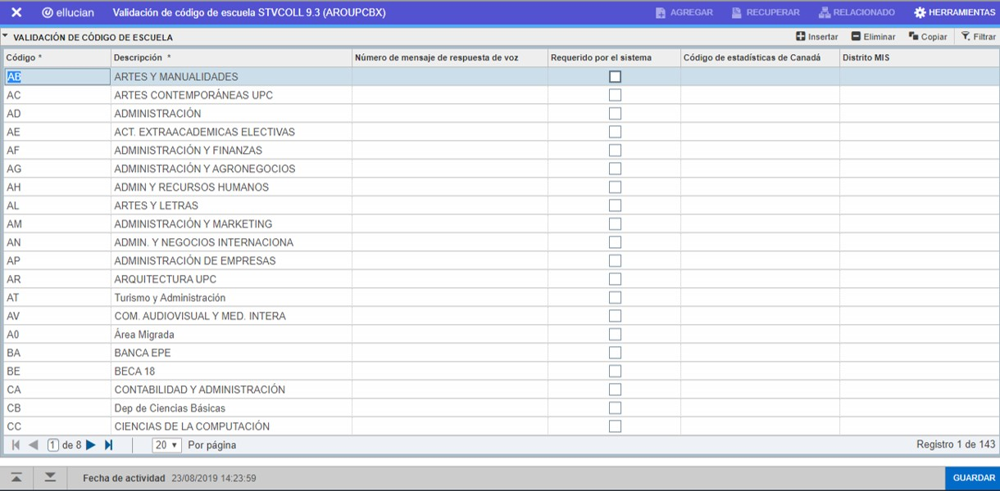 ellucian Validación de código de escuela STVCOLL 9.3 (AROUPCBX) AGREGAR RECUPERAR RELACIONADO HERRAMIENTAS
VALIDACIÓN DE CÓDIGO DE ESCUELA Insertar Eliminar Copiar Filtrar
Código * Descripción * Número de mensaje de respuesta de voz Requerido por el sistema Código de estadísticas de Canadá Distrito MIS
AB ARTES Y MANUALIDADES
AC ARTES CONTEMPORÁNEAS UPC
AD ADMINISTRACIÓN
AE ACT. EXTRAACADEMICAS ELECTIVAS
AF ADMINISTRACIÓN Y FINANZAS
AG ADMINISTRACIÓN Y AGRONEGOCIOS
AH ADMIN Y RECURSOS HUMANOS
AL ARTES Y LETRAS
AM ADMINISTRACIÓN Y MARKETING
AN ADMIN. Y NEGOCIOS INTERNACIONA
AP ADMINISTRACIÓN DE EMPRESAS
AR ARQUITECTURA UPC
AT Turismo y Administración
AV COM. AUDIOVISUAL Y MED. INTERA
A0 Área Migrada
BA BANCA EPE
BE BECA 18
CA CONTABILIDAD Y ADMINISTRACIÓN
CB Dep de Ciencias Básicas
CC CIENCIAS DE LA COMPUTACIÓN
1 de 8 20 Por página Registro 1 de 143
Fecha de actividad 23/08/2019 14:23:59 GUARDAR